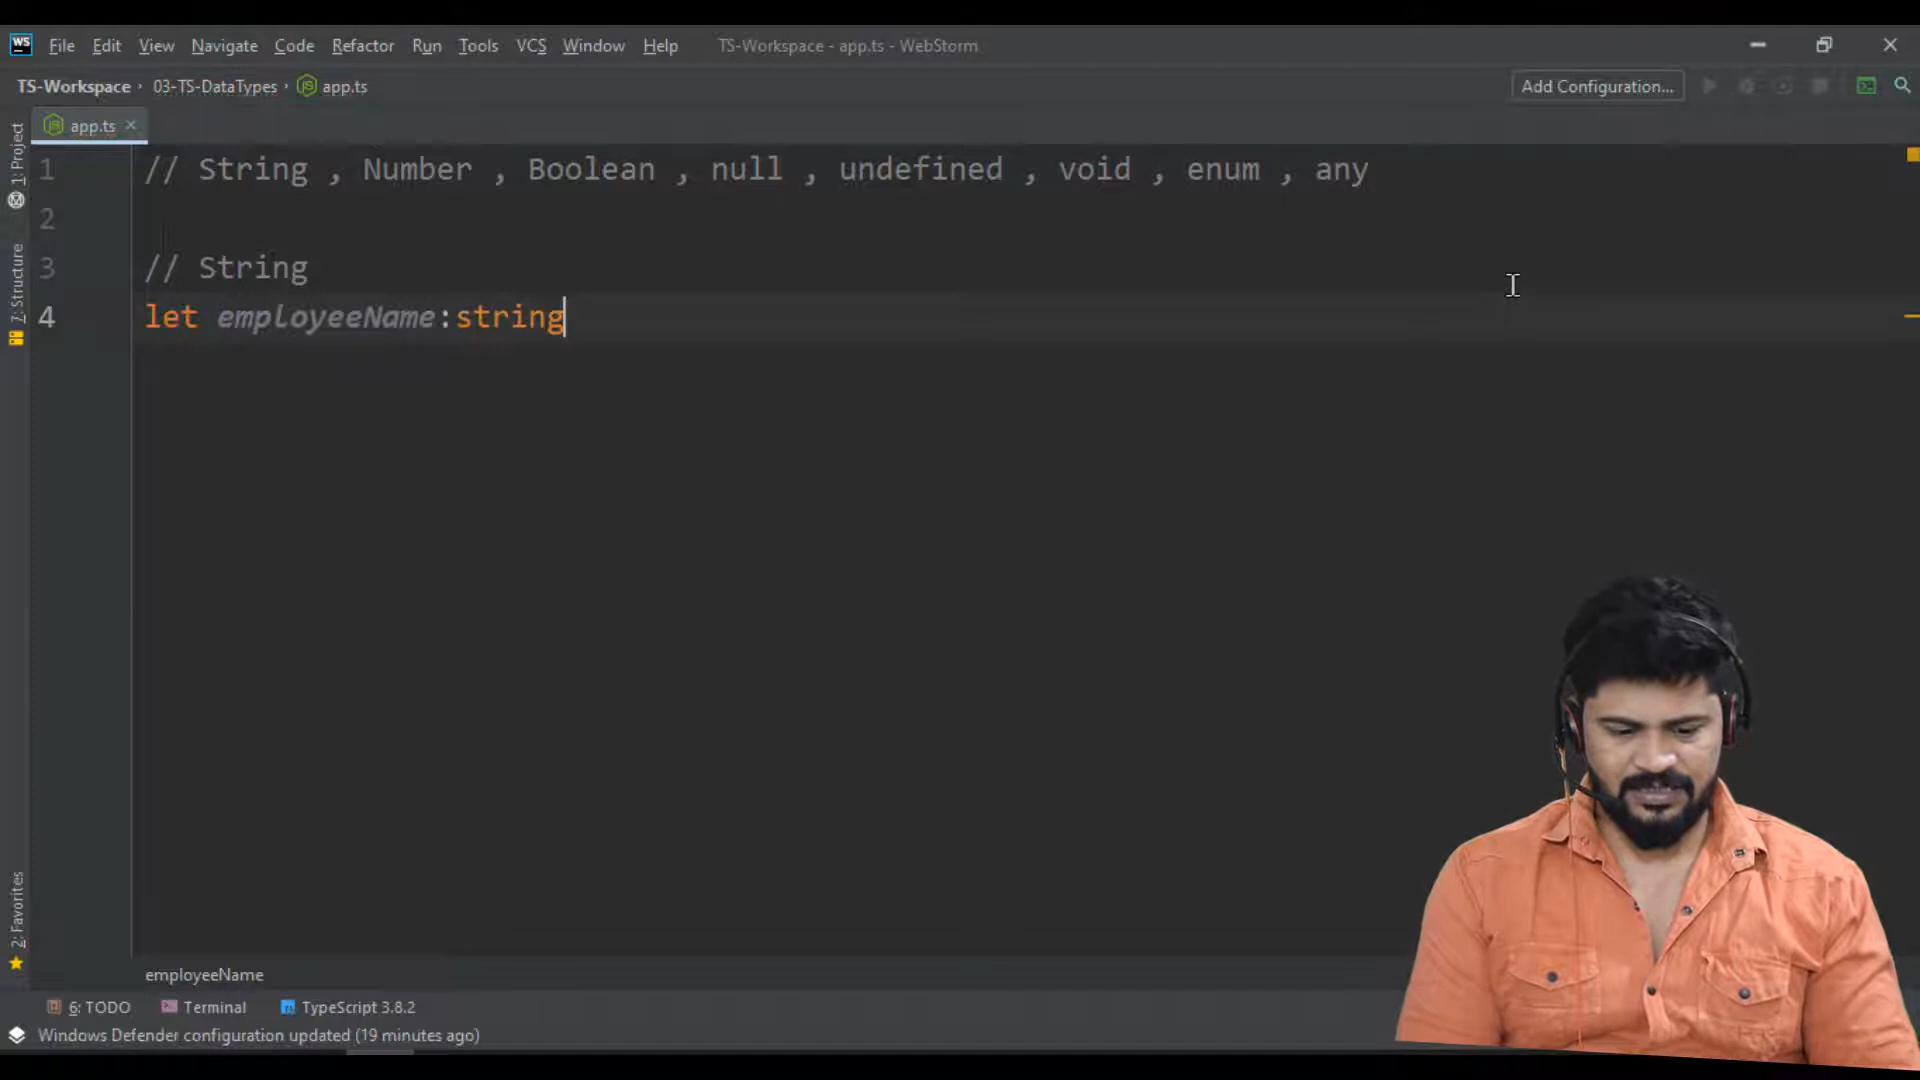 WS File Edit View Navigate Code Refactor Run Tools VCS Window Help TS-Workspace - app.ts - WebStorm
TS-Workspace › 03-TS-DataTypes › app.ts Add Configuration...
app.ts
1 // String , Number , Boolean , null , undefined , void , enum , any
2
3 // String
4 let employeeName:string
1: Project
7: Structure
2: Favorites
employeeName
6: TODO Terminal TypeScript 3.8.2
Windows Defender configuration updated (19 minutes ago)